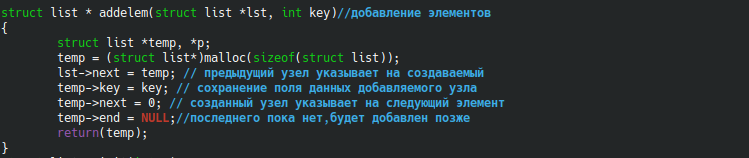 struct list * addelem(struct list *lst, int key)//добавление элементов
{
struct list *temp, *p;
temp = (struct list*)malloc(sizeof(struct list));
lst->next = temp; // предыдущий узел указывает на создаваемый
temp->key = key; // сохранение поля данных добавляемого узла
temp->next = 0; // созданный узел указывает на следующий элемент
temp->end = NULL;//последнего пока нет,будет добавлен позже
return(temp);
}